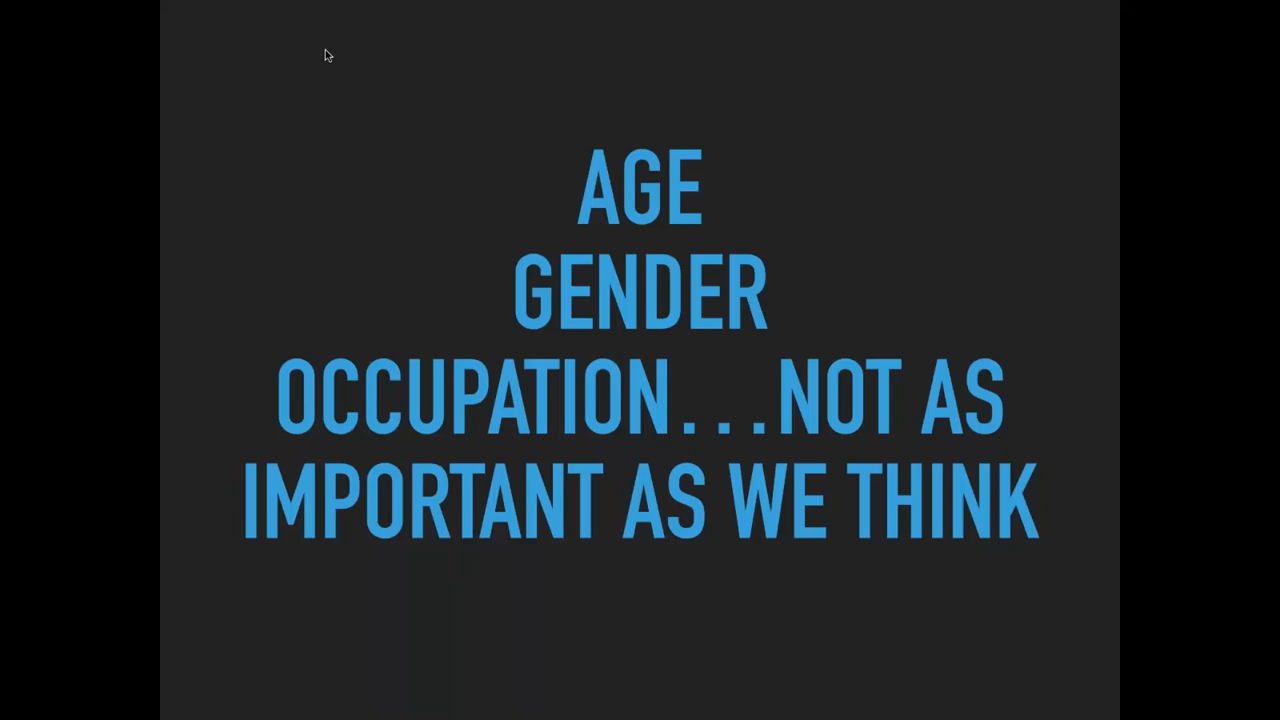 AGE
GENDER
OCCUPATION...NOT AS
IMPORTANT AS WE THINK